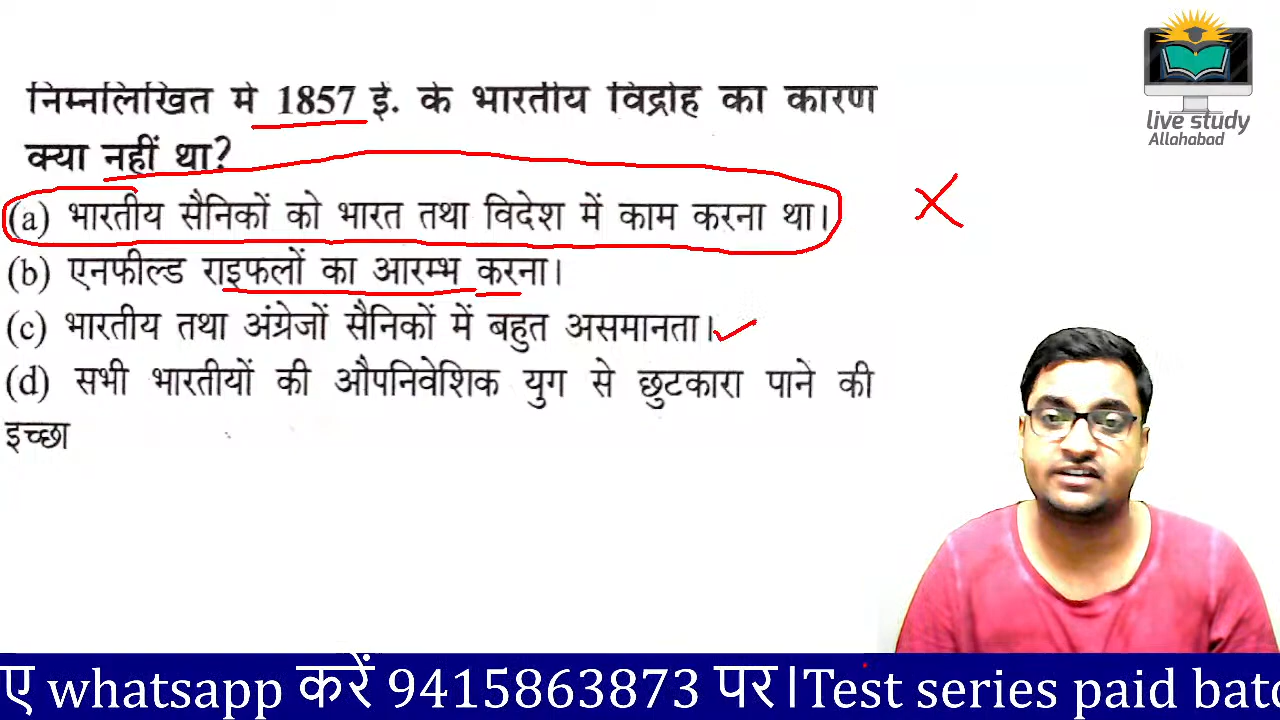 निम्नलिखित में 1857 ई. के भारतीय विद्रोह का कारण
क्या नहीं था?
(a) भारतीय सैनिकों को भारत तथा विदेश में काम करना था।
(b) एनफील्ड राइफलों का आरम्भ करना।
(c) भारतीय तथा अंग्रेजों सैनिकों में बहुत असमानता।
(d) सभी भारतीयों की औपनिवेशिक युग से छुटकारा पाने की
इच्छा
live study
Allahabad
ए whatsapp करें 9415863873 पर।Test series paid batc